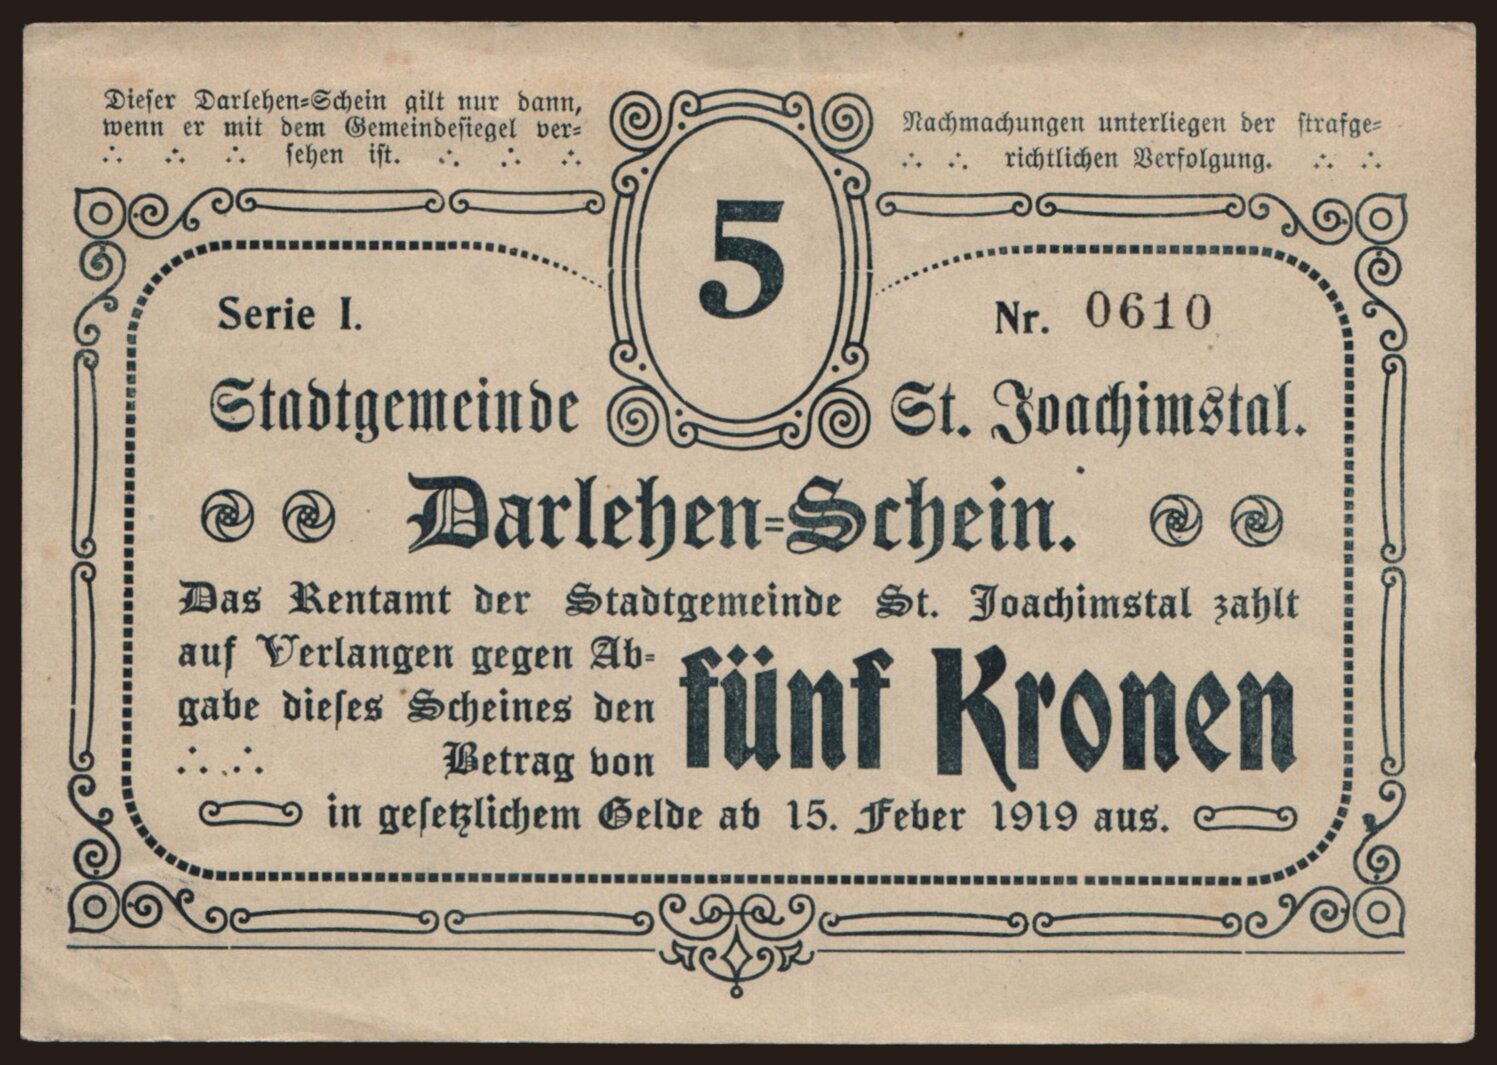 Dieser Darlehen=Schein gilt nur dann,
wenn er mit dem Gemeindesiegel ver=
sehen ist.
Nachmachungen unterliegen der strafge=
richtlichen Verfolgung.
5
Serie I.
Nr. 0610
Stadtgemeinde St. Joachimstal.
Darlehen=Schein.
Das Rentamt der Stadtgemeinde St. Joachimstal zahlt
auf Verlangen gegen Ab=
gabe dieses Scheines den
Betrag von
fünf Kronen
in gesetzlichem Gelde ab 15. Feber 1919 aus.